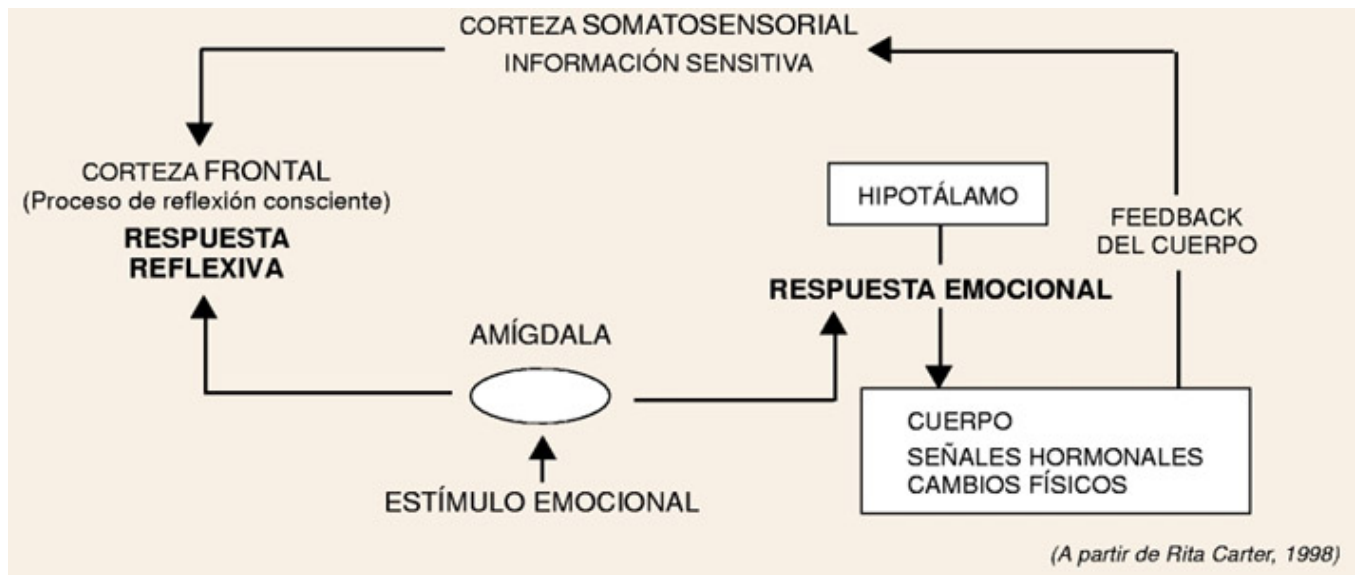 CORTEZA SOMATOSENSORIAL
INFORMACIÓN SENSITIVA
CORTEZA FRONTAL
(Proceso de reflexión consciente)
RESPUESTA
REFLEXIVA
HIPOTÁLAMO
FEEDBACK
DEL CUERPO
RESPUESTA EMOCIONAL
AMÍGDALA
CUERPO
SEÑALES HORMONALES
CAMBIOS FÍSICOS
ESTÍMULO EMOCIONAL
(A partir de Rita Carter, 1998)